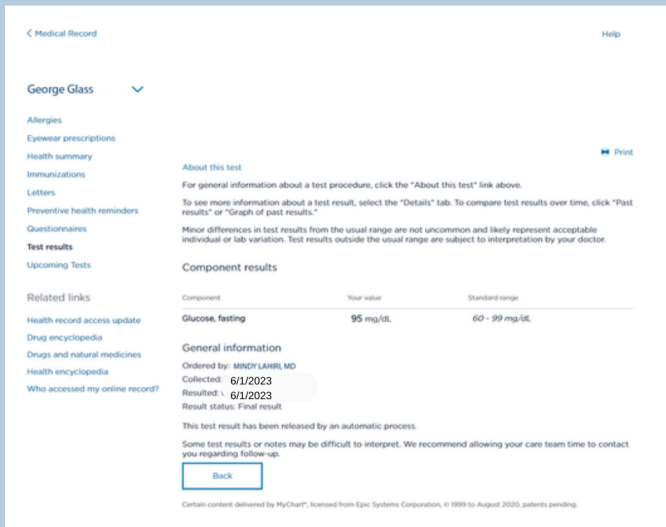 Medical Record
Help
George Glass
Allergies
Eyewear prescriptions
Health summary
Immunizations
Letters
Preventive health reminders
Questionnaires
Test results
Upcoming Tests
Related links
Health record access update
Drug encyclopedia
Drugs and natural medicines
Health encyclopedia
Who accessed my online record?
Print
About this test
For general information about a test procedure, click the "About this test" link above.
To see more information about a test result, select the "Details" tab. To compare test results over time, click "Past
results" or "Graph of past results."
Minor differences in test results from the usual range are not uncommon and likely represent acceptable
individual or lab variation. Test results outside the usual range are subject to interpretation by your doctor.
Component results
Component Your value Standard range
Glucose, fasting 95 mg/dL 60 - 99 mg/dL
General information
Ordered by: MINDY LAHIRI, MD
Collected: 6/1/2023
Resulted: 6/1/2023
Result status: Final result
This test result has been released by an automatic process.
Some test results or notes may be difficult to interpret. We recommend allowing your care team time to contact
you regarding follow-up.
Back
Certain content delivered by MyChart®, licensed from Epic Systems Corporation, © 1999 to August 2020, patents pending.